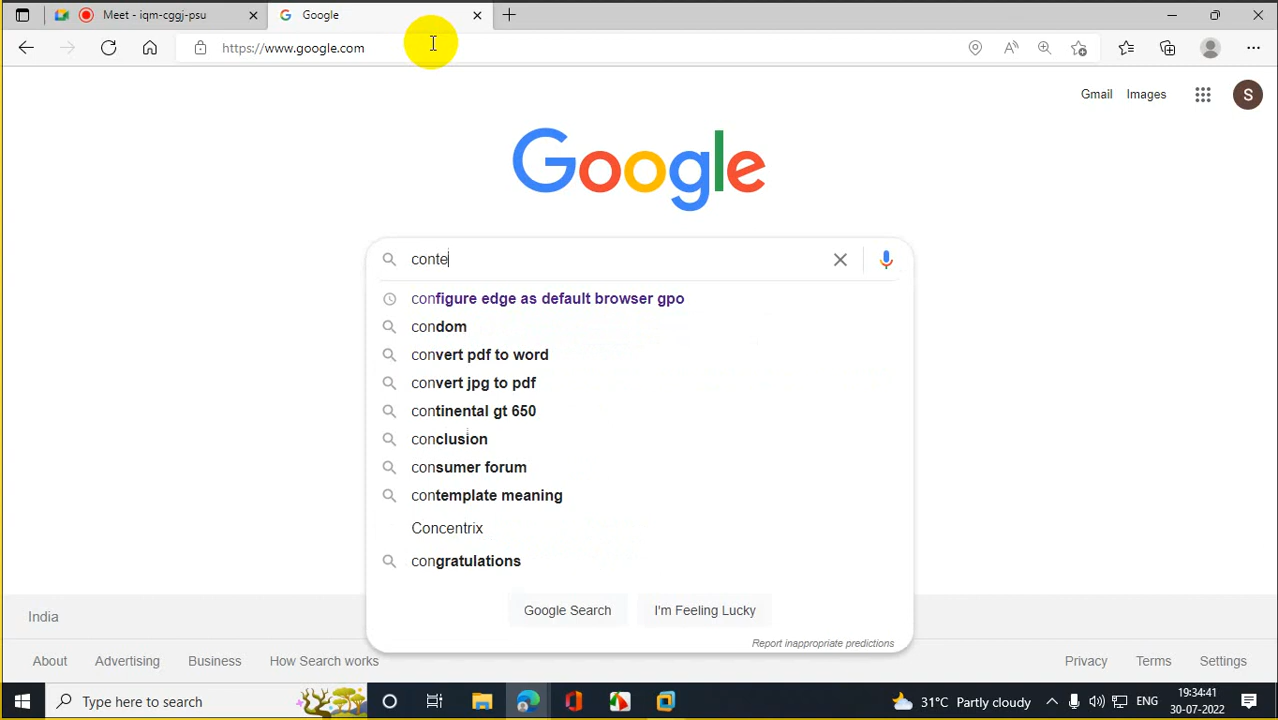 Meet - iqm-cggj-psu
Google
https://www.google.com
Gmail
Images
S
Google
conte
configure edge as default browser gpo
condom
convert pdf to word
convert jpg to pdf
continental gt 650
conclusion
consumer forum
contemplate meaning
Concentrix
congratulations
Google Search
I'm Feeling Lucky
Report inappropriate predictions
India
About
Advertising
Business
How Search works
Privacy
Terms
Settings
Type here to search
31°C Partly cloudy
ENG
19:34:41
30-07-2022